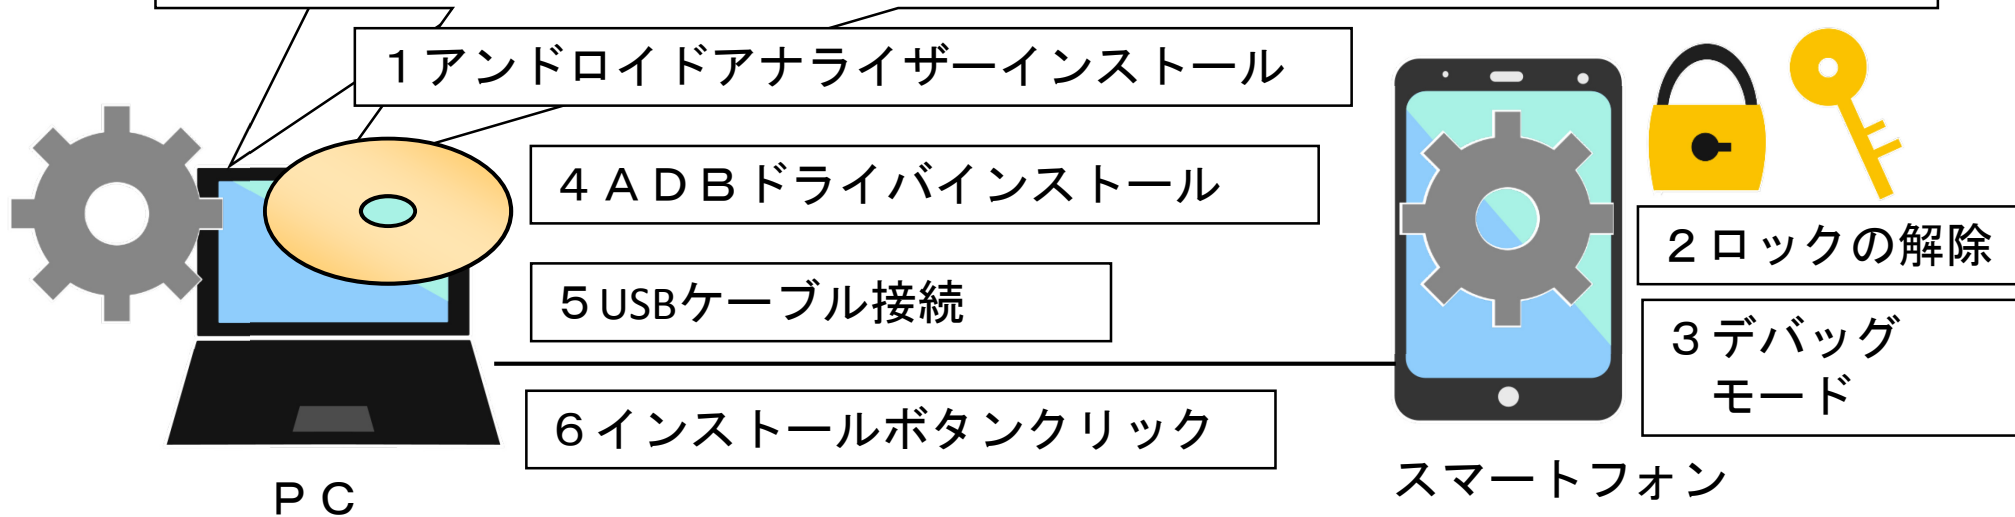 １アンドロイドアナライザーインストール
４ＡＤＢドライバインストール
２ロックの解除
５USBケーブル接続
３デバッグ
モード
６インストールボタンクリック
スマートフォン
ＰＣ